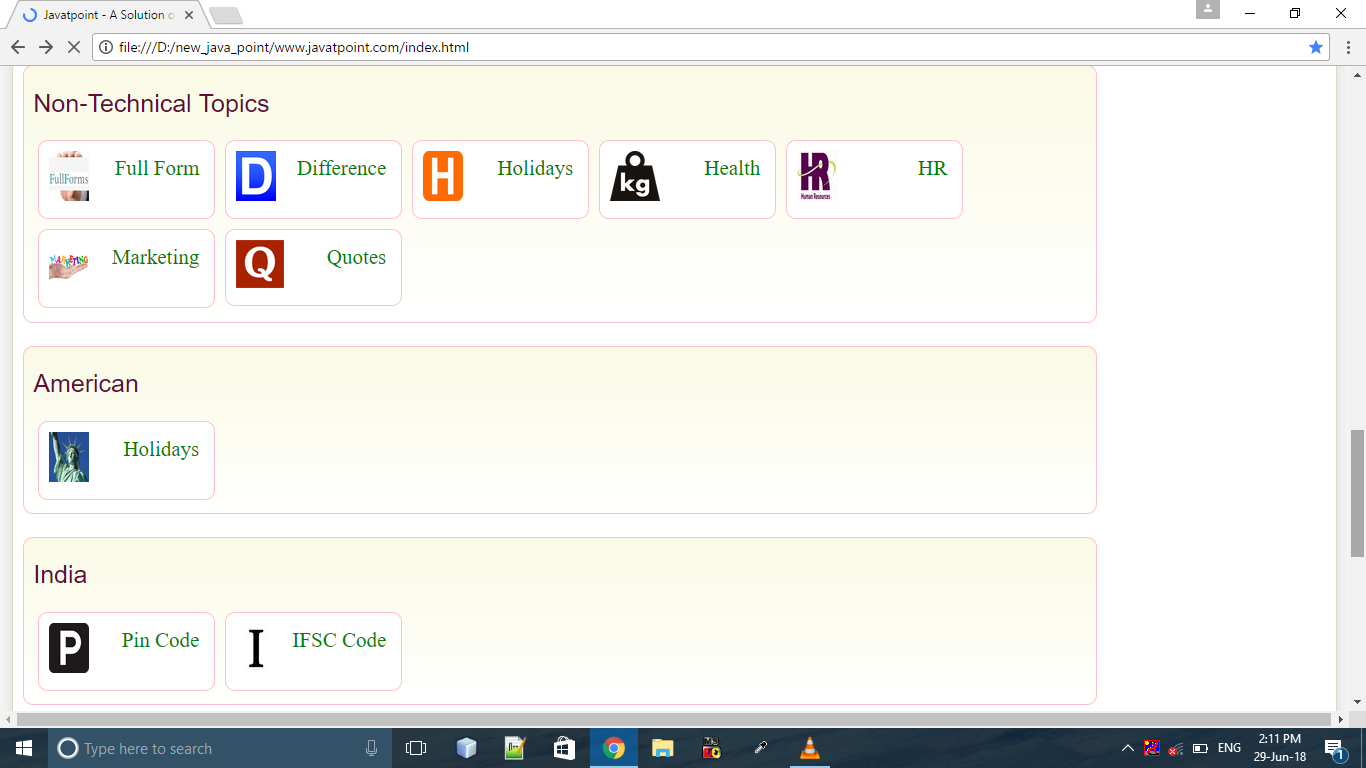 Javatpoint - A Solution o
file:///D:/new_java_point/www.javatpoint.com/index.html
Non-Technical Topics
FullForms
Full Form
D
Difference
H
Holidays
kg
Health
HR
Human Resources
HR
MARKETING
Marketing
Q
Quotes
American
Holidays
India
P
Pin Code
I
IFSC Code
Type here to search
ENG
2:11 PM
29-Jun-18
1